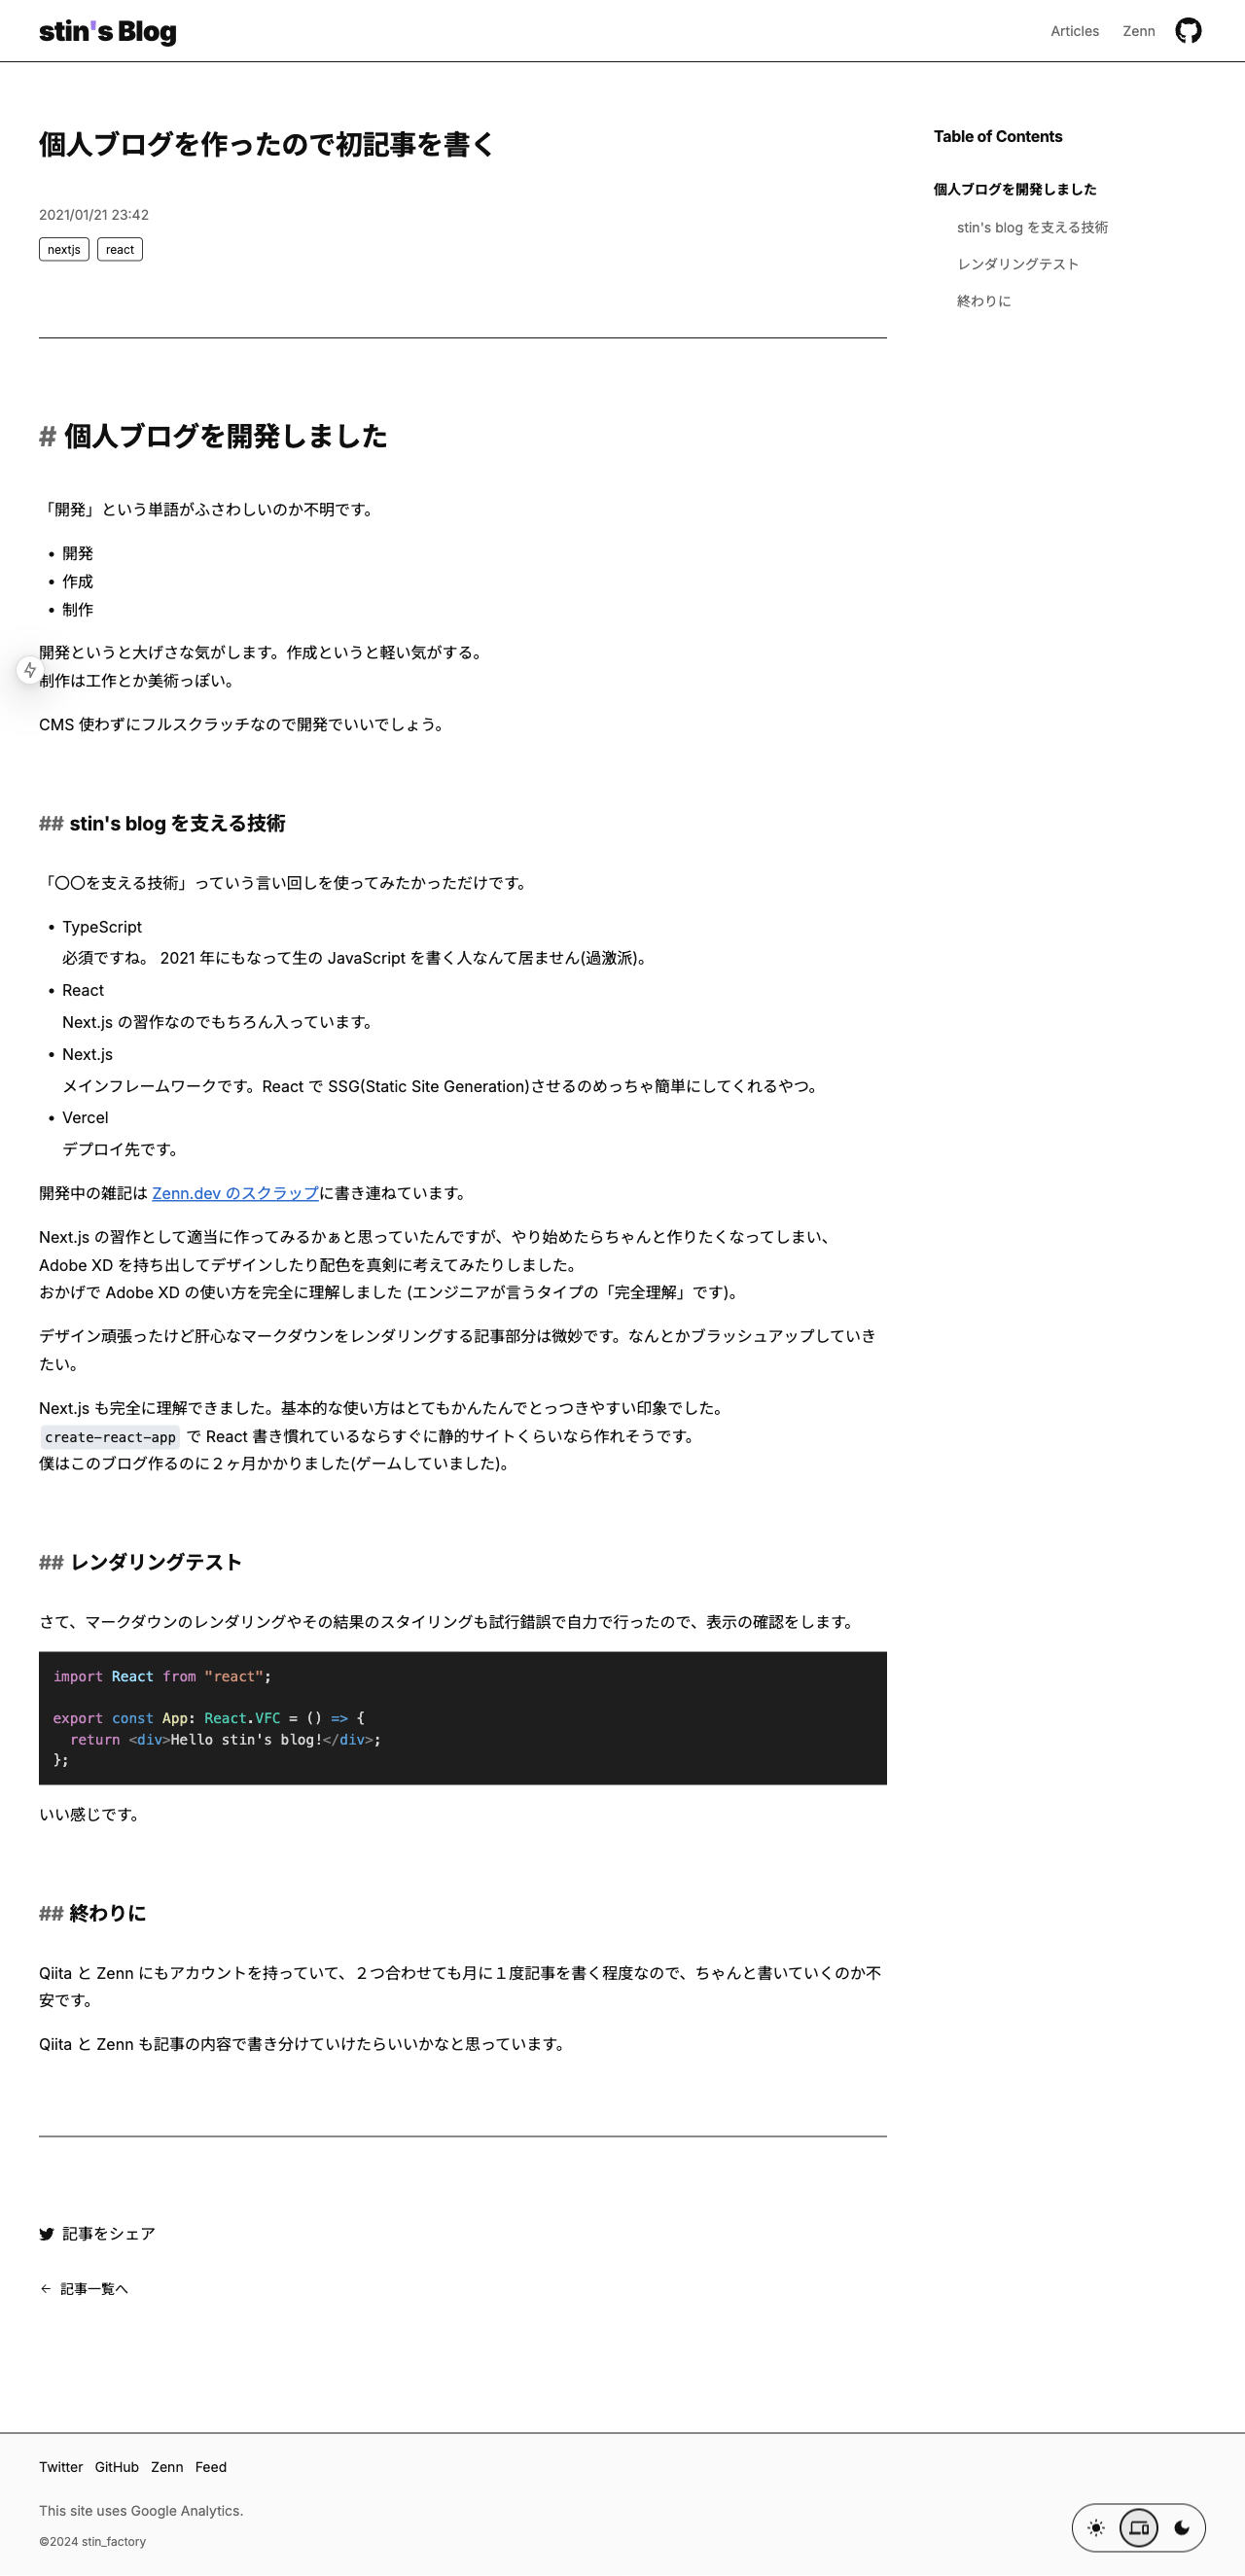 stin's Blog
Articles Zenn
個人ブログを作ったので初記事を書く
2021/01/21 23:42
nextjs react
Table of Contents
個人ブログを開発しました
stin's blog を支える技術
レンダリングテスト
終わりに
# 個人ブログを開発しました
「開発」という単語がふさわしいのか不明です。
• 開発
• 作成
• 制作
開発というと大げさな気がします。作成というと軽い気がする。
制作は工作とか美術っぽい。
CMS 使わずにフルスクラッチなので開発でいいでしょう。
## stin's blog を支える技術
「〇〇を支える技術」っていう言い回しを使ってみたかっただけです。
• TypeScript
必須ですね。 2021 年にもなって生の JavaScript を書く人なんて居ません(過激派)。
• React
Next.js の習作なのでもちろん入っています。
• Next.js
メインフレームワークです。React で SSG(Static Site Generation)させるのめっちゃ簡単にしてくれるやつ。
• Vercel
デプロイ先です。
開発中の雑記は Zenn.dev のスクラップに書き連ねています。
Next.js の習作として適当に作ってみるかぁと思っていたんですが、やり始めたらちゃんと作りたくなってしまい、
Adobe XD を持ち出してデザインしたり配色を真剣に考えてみたりしました。
おかげで Adobe XD の使い方を完全に理解しました (エンジニアが言うタイプの「完全理解」です)。
デザイン頑張ったけど肝心なマークダウンをレンダリングする記事部分は微妙です。なんとかブラッシュアップしていき
たい。
Next.js も完全に理解できました。基本的な使い方はとてもかんたんでとっつきやすい印象でした。
create-react-app で React 書き慣れているならすぐに静的サイトくらいなら作れそうです。
僕はこのブログ作るのに２ヶ月かかりました(ゲームしていました)。
## レンダリングテスト
さて、マークダウンのレンダリングやその結果のスタイリングも試行錯誤で自力で行ったので、表示の確認をします。
import React from "react";
export const App: React.VFC = () => {
  return <div>Hello stin's blog!</div>;
};
いい感じです。
## 終わりに
Qiita と Zenn にもアカウントを持っていて、２つ合わせても月に１度記事を書く程度なので、ちゃんと書いていくのか不
安です。
Qiita と Zenn も記事の内容で書き分けていけたらいいかなと思っています。
記事をシェア
← 記事一覧へ
Twitter GitHub Zenn Feed
This site uses Google Analytics.
©2024 stin_factory